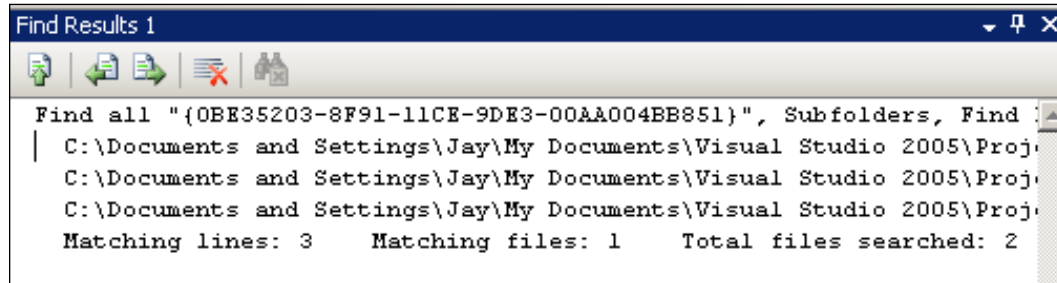 Find Results 1
Find all "{0BE35203-8F91-11CE-9DE3-00AA004BB851}", Subfolders, Find
C:\Documents and Settings\Jay\My Documents\Visual Studio 2005\Proj
C:\Documents and Settings\Jay\My Documents\Visual Studio 2005\Proj
C:\Documents and Settings\Jay\My Documents\Visual Studio 2005\Proj
Matching lines: 3 Matching files: 1 Total files searched: 2